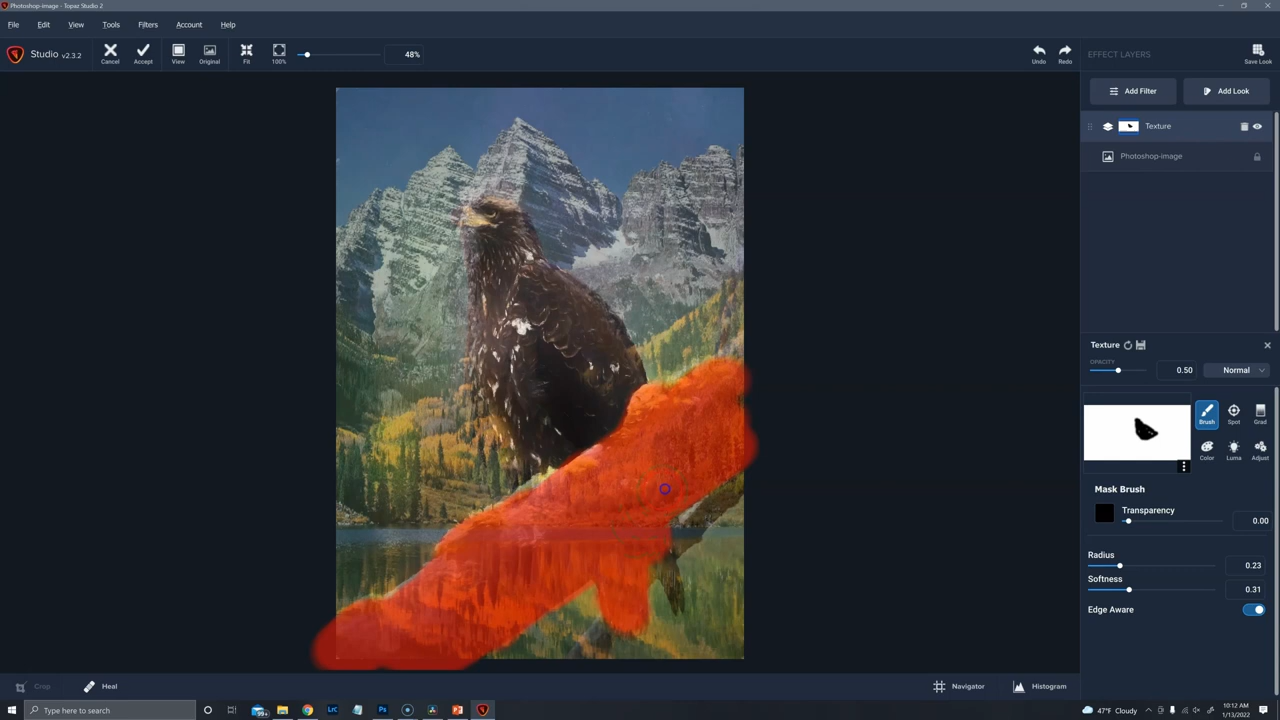 Photoshop-image - Topaz Studio 2
File Edit View Tools Filters Account Help
Studio v2.3.2
Cancel Accept View Original Fit 100% 48% Undo Redo
EFFECT LAYERS Save Look
Add Filter Add Look
Texture
Photoshop-image
Texture
OPACITY 0.50 Normal
Brush Spot Grad
Color Luma Adjust
Mask Brush
Transparency
0.00
Radius
0.23
Softness
0.31
Edge Aware
Crop Heal Navigator Histogram
Type here to search
99+
LrC
Ps
47°F Cloudy
10:12 AM
1/13/2022